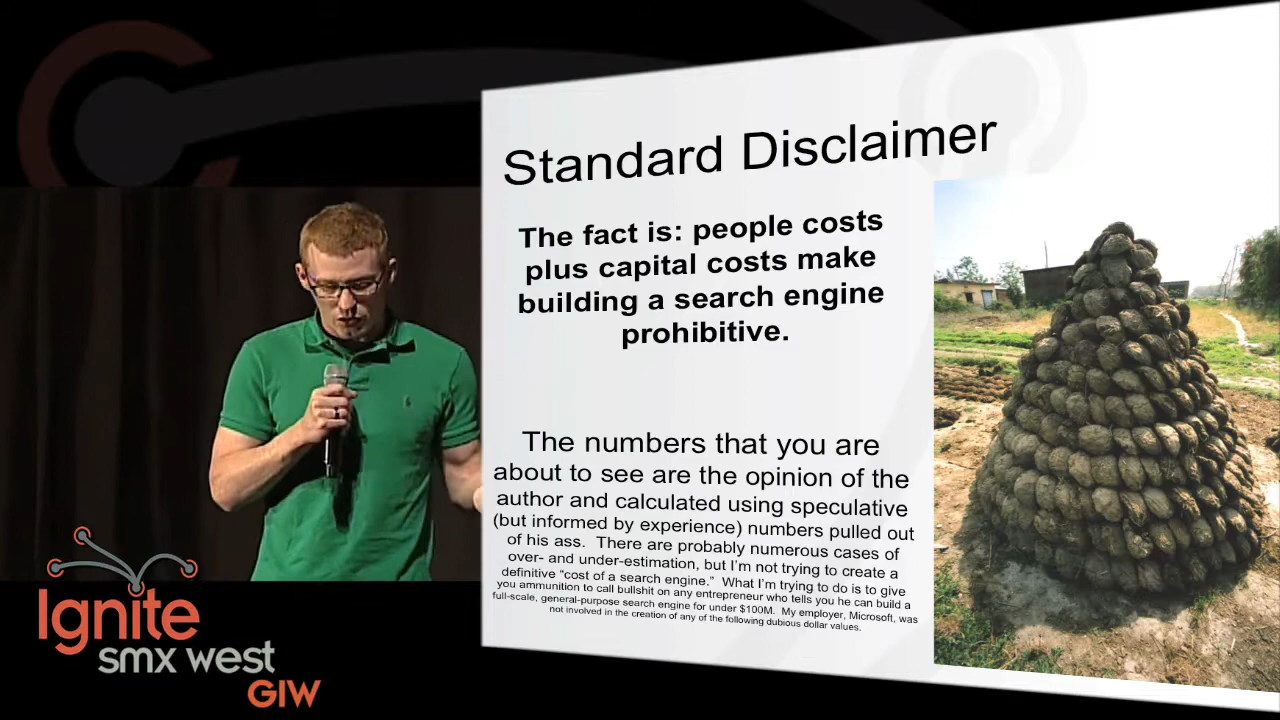 Standard Disclaimer
The fact is: people costs
plus capital costs make
building a search engine
prohibitive.
The numbers that you are
about to see are the opinion of the
author and calculated using speculative
(but informed by experience) numbers pulled out
of his ass. There are probably numerous cases of
over- and under-estimation, but I'm not trying to create a
definitive “cost of a search engine.” What I'm trying to do is to give
you ammunition to call bullshit on any entrepreneur who tells you he can build a
full-scale, general-purpose search engine for under $100M. My employer, Microsoft, was
not involved in the creation of any of the following dubious dollar values.
Ignite
smx west
GIW